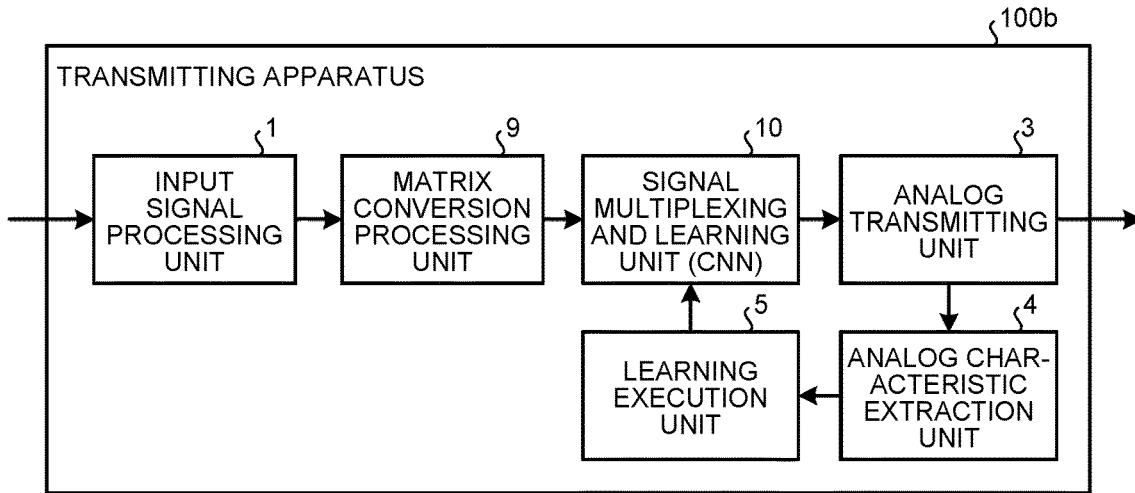 100b
TRANSMITTING APPARATUS
1
INPUT
SIGNAL
PROCESSING
UNIT
9
MATRIX
CONVERSION
PROCESSING
UNIT
10
SIGNAL
MULTIPLEXING
AND LEARNING
UNIT (CNN)
3
ANALOG
TRANSMITTING
UNIT
5
LEARNING
EXECUTION
UNIT
4
ANALOG CHAR-
ACTERISTIC
EXTRACTION
UNIT